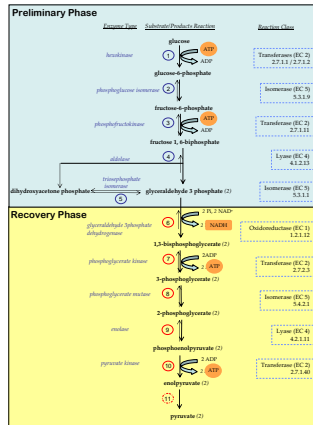 Preliminary Phase
Enzyme Type Substrate/Products Reaction Reaction Class
glucose
hexokinase 1 ATP ADP Transferases (EC 2)
2.7.1.1 / 2.7.1.2
glucose-6-phosphate
phosphoglucose isomerase 2 Isomerase (EC 5)
5.3.1.9
fructose-6-phosphate
phosphofructokinase 3 ATP ADP Transferase (EC 2)
2.7.1.11
fructose 1, 6-biphosphate
aldolase 4 Lyase (EC 4)
4.1.2.13
triosephosphate
isomerase
dihydroxyacetone phosphate 5 glyceraldehyde 3 phosphate (2) Isomerase (EC 5)
5.3.1.1
Recovery Phase
glyceraldehyde 3phosphate
dehydrogenase 6 2 Pi, 2 NAD+ 2 NADH Oxidoreductase (EC 1)
1.2.1.12
1,3-bisphosphoglycerate (2)
phosphoglycerate kinase 7 2ADP 2 ATP Transferase (EC 2)
2.7.2.3
3-phosphoglycerate (2)
phosphoglycerate mutase 8 Isomerase (EC 5)
5.4.2.1
2-phosphoglycerate (2)
enolase 9 Lyase (EC 4)
4.2.1.11
phosphoenolpyruvate (2)
pyruvate kinase 10 2 ADP 2 ATP Transferase (EC 2)
2.7.1.40
enolpyruvate (2)
11
pyruvate (2)